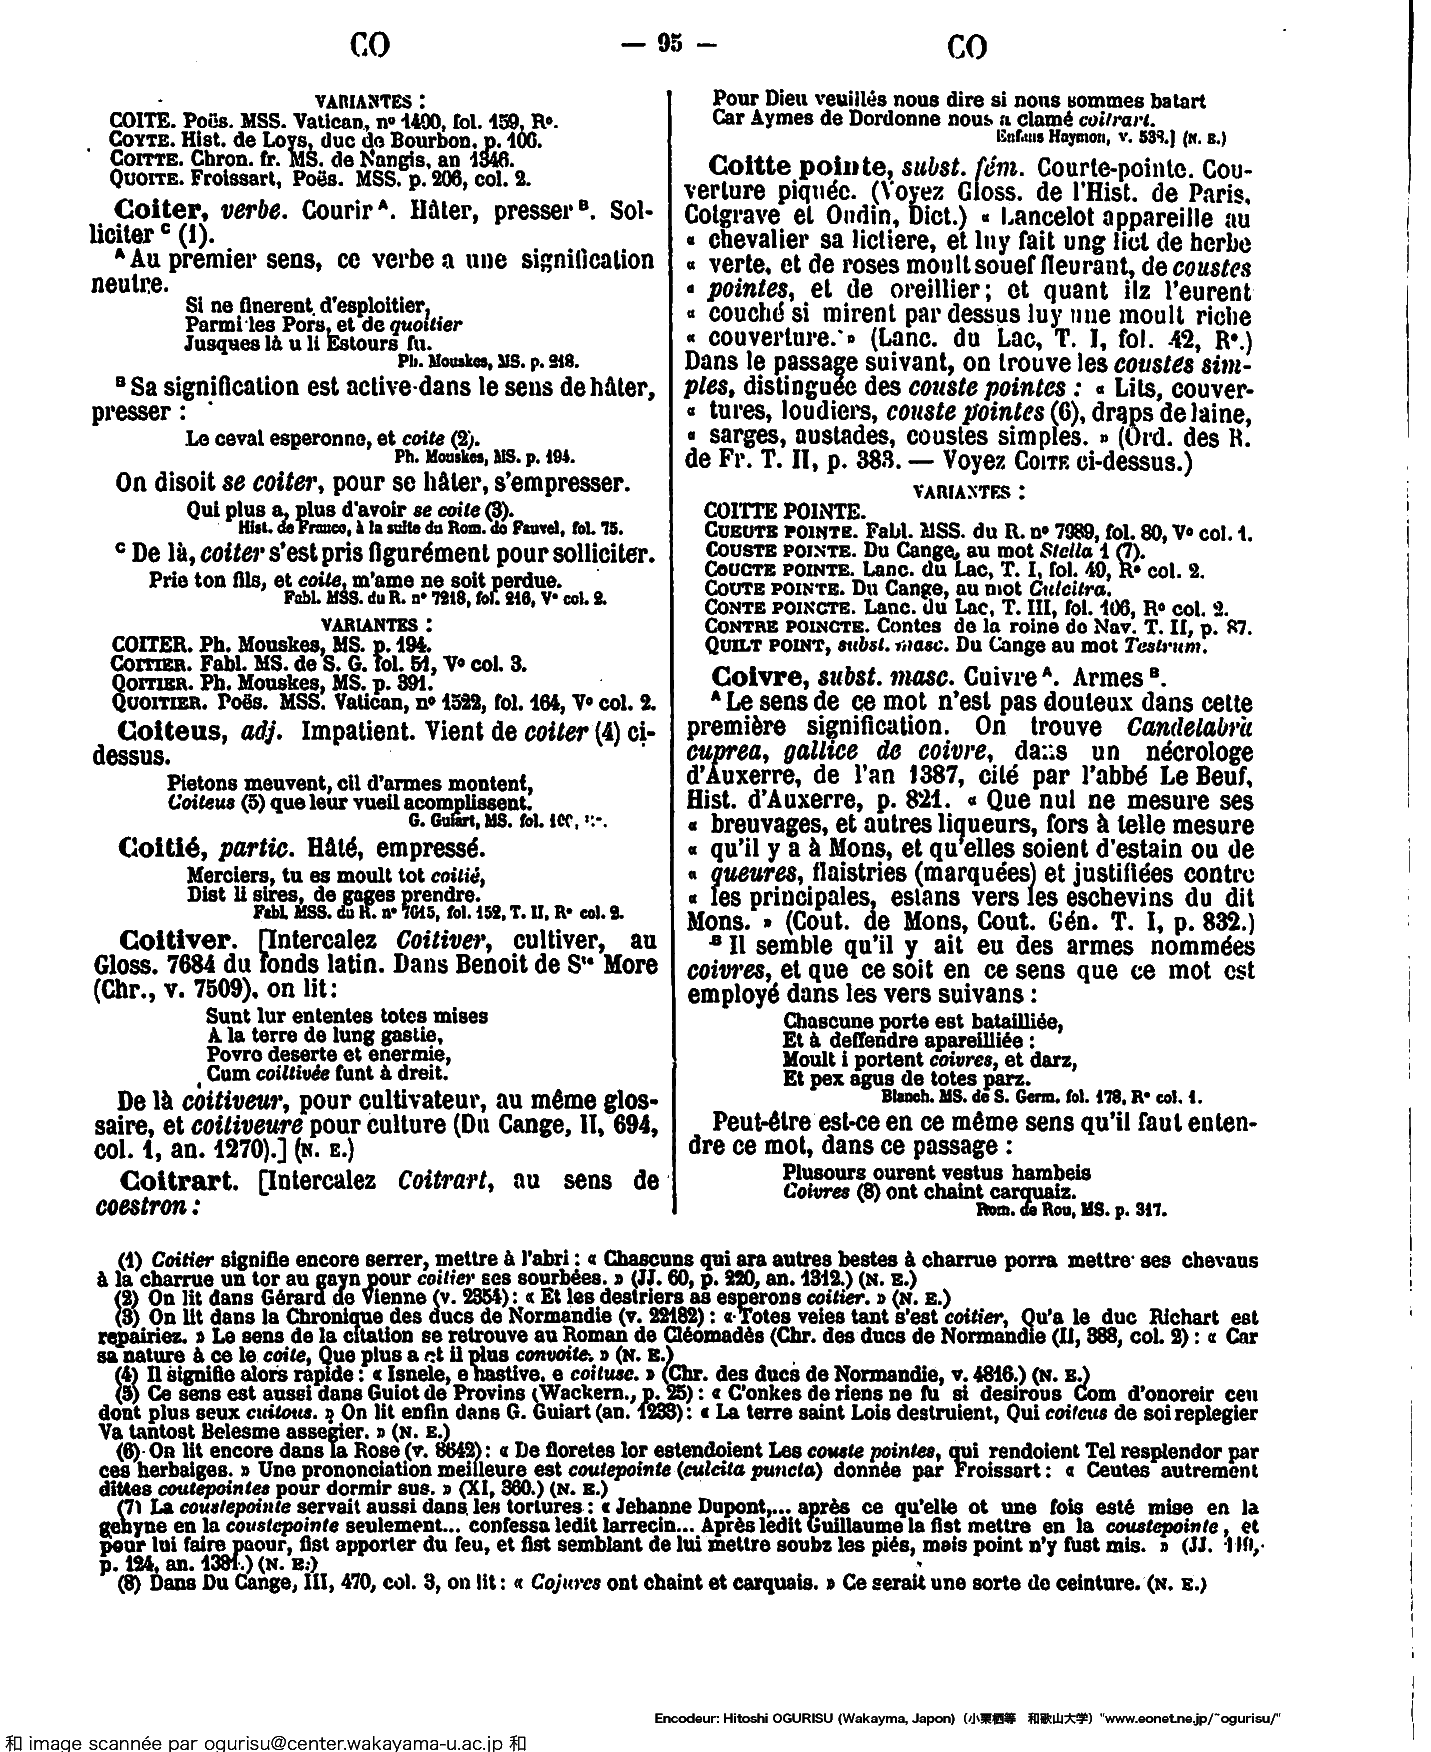 CO
— 95 —
CO
VARIANTES :
COITE. Poës. MSS. Vatican, nº 1490, fol. 159, Rº.
COYTE. Hist. de Loys, duc de Bourbon, p. 106.
COITTE. Chron. fr. MS. de Nangis, an 1346.
QUOITE. Froissart, Poës. MSS. p. 206, col. 2.
Coiter, verbe. Courir A. Hâter, presser B. Sol-
liciter C (1).
A Au premier sens, ce verbe a une signification
neutre.
Si ne finerent d'esploitier,
Parmi les Pors, et de quoitier
Jusques là u li Estours fu.
Ph. Mouskes, MS. p. 218.
B Sa signification est active dans le sens de hâter,
presser :
Le ceval esperonne, et coite (2).
Ph. Mouskes, MS. p. 194.
On disoit se coiter, pour se hâter, s'empresser.
Qui plus a, plus d'avoir se coite (3).
Hist. de France, à la suite du Rom. de Fauvel, fol. 75.
C De là, coiter s'est pris figurément pour solliciter.
Prie ton fils, et coite, m'ame ne soit perdue.
Fabl. MSS. du R. nº 7218, fol. 216, Vº col. 2.
VARIANTES :
COITER. Ph. Mouskes, MS. p. 194.
COITIER. Fabl. MS. de S. G. fol. 51, Vº col. 3.
QOITIER. Ph. Mouskes, MS. p. 391.
QUOITIER. Poës. MSS. Vatican, nº 1522, fol. 164, Vº col. 2.
Coiteus, adj. Impatient. Vient de coiter (4) ci-
dessus.
Pietons meuvent, cil d'armes montent,
Coiteus (5) que leur vueil acomplissent.
G. Guiart, MS. fol.
Coitié, partic. Hâté, empressé.
Merciers, tu es moult tot coitié,
Dist li sires, de gages prendre.
Fabl. MSS. du R. nº 7615, fol. 152, T. II, Rº col. 2.
Coitiver. [Intercalez Coitiver, cultiver, au
Gloss. 7684 du fonds latin. Dans Benoit de Ste More
(Chr., v. 7509), on lit :
Sunt lur ententes totes mises
A la terre de lung gastie,
Povre deserte et enermie,
Cum coiltivée funt à dreit.
De là coitiveur, pour cultivateur, au même glos-
saire, et coitiveure pour culture (Du Cange, II, 694,
col. 1, an. 1270).] (N. E.)
Coitrart. [Intercalez Coitrart, au sens de
coestron :
Pour Dieu veuillés nous dire si nous sommes batart
Car Aymes de Dordonne nous a clamé coitrart.
Enfans Haymon, v. 538.] (N. E.)
Coitte pointe, subst. fém. Courte-pointe. Cou-
verture piquée. (Voyez Gloss. de l'Hist. de Paris,
Cotgrave et Oudin, Dict.) « Lancelot appareille au
« chevalier sa lictiere, et luy fait ung lict de herbe
« verte, et de roses moult souef fleurant, de coustes
« pointes, et de oreillier ; et quant ilz l'eurent
« couché si mirent par dessus luy une moult riche
« couverture. » (Lanc. du Lac, T. I, fol. 42, Rº.)
Dans le passage suivant, on trouve les coustes sim-
ples, distinguée des couste pointes : « Lits, couver-
« tures, loudiers, couste pointes (6), draps de laine,
« sarges, austades, coustes simples. » (Ord. des R.
de Fr. T. II, p. 383. — Voyez COITE ci-dessus.)
VARIANTES :
COITTE POINTE.
CUEUTE POINTE. Fabl. MSS. du R. nº 7989, fol. 80, Vº col. 1.
COUSTE POINTE. Du Cange, au mot Stella 1 (7).
COUCTE POINTE. Lanc. du Lac, T. I, fol. 40, Rº col. 2.
COUTE POINTE. Du Cange, au mot Culcitra.
CONTE POINCTE. Lanc. du Lac, T. III, fol. 106, Rº col. 2.
CONTRE POINCTE. Contes de la roine de Nav. T. II, p. 87.
QUILT POINT, subst. masc. Du Cange au mot Testrum.
Coivre, subst. masc. Cuivre A. Armes B.
A Le sens de ce mot n'est pas douteux dans cette
première signification. On trouve Candelabrà
cuprea, gallice de coivre, dans un nécrologe
d'Auxerre, de l'an 1387, cité par l'abbé Le Beuf,
Hist. d'Auxerre, p. 821. « Que nul ne mesure ses
« breuvages, et autres liqueurs, fors à telle mesure
« qu'il y a à Mons, et qu'elles soient d'estain ou de
« queures, flaistries (marquées) et justifiées contre
« les principales, estans vers les eschevins du dit
Mons. » (Cout. de Mons, Cout. Gén. T. I, p. 832.)
B Il semble qu'il y ait eu des armes nommées
coivres, et que ce soit en ce sens que ce mot est
employé dans les vers suivans :
Chascune porte est batailliée,
Et à deffendre apareilliée :
Moult i portent coivres, et darz,
Et pex agus de totes parz.
Blanch. MS. de S. Germ. fol. 178, Rº col. 1.
Peut-être est-ce en ce même sens qu'il faut enten-
dre ce mot, dans ce passage :
Plusours ourent vestus hambeis
Coivres (8) ont chaint carquaiz.
Rom. de Rou, MS. p. 317.
(1) Coitier signifie encore serrer, mettre à l'abri : « Chascuns qui ara autres bestes à charrue porra mettre ses chevaus
à la charrue un tor au gayn pour coitier ses sourbées. » (JJ. 60, p. 220, an. 1312.) (N. E.)
(2) On lit dans Gérard de Vienne (v. 2354) : « Et les destriers as esperons coitier. » (N. E.)
(3) On lit dans la Chronique des ducs de Normandie (v. 22182) : « Totes veies tant s'est coitier, Qu'a le duc Richart est
repairiez. » Le sens de la citation se retrouve au Roman de Cléomadès (Chr. des ducs de Normandie (II, 388, col. 2) : « Car
sa nature à ce le coite, Que plus a et il plus convoite. » (N. E.)
(4) Il signifie alors rapide : « Isnele, e hastive, e coituse. » (Chr. des ducs de Normandie, v. 4816.) (N. E.)
(5) Ce sens est aussi dans Guiot de Provins (Wackern., p. 25) : « C'onkes de riens ne fu si desirous Com d'onoreir ceu
dont plus seux cuitous. » On lit enfin dans G. Guiart (an. 1233) : « La terre saint Lois destruient, Qui coiteus de soi replegier
Va tantost Belesme assegier. » (N. E.)
(6) On lit encore dans la Rose (v. 8642) : « De floretes lor estendoient Les couste pointes, qui rendoient Tel resplendor par
ces herbaiges. » Une prononciation meilleure est coutepointe (culcita puncta) donnée par Froissart : « Ceutes autrement
dittes coutepointes pour dormir sus. » (XI, 360.) (N. E.)
(7) La coustepointe servait aussi dans les tortures : « Jehanne Dupont,... après ce qu'elle ot une fois esté mise en la
gehyne en la coustepointe seulement... confessa ledit larrecin... Après ledit Guillaume la fist mettre en la coustepointe, et
pour lui faire paour, fist apporter du feu, et fist semblant de lui mettre soubz les piés, mais point n'y fust mis. » (JJ.
p. 124, an. 1381.) (N. E.)
(8) Dans Du Cange, III, 470, col. 3, on lit : « Cojures ont chaint et carquais. » Ce serait une sorte de ceinture. (N. E.)
Encodeur: Hitoshi OGURISU (Wakayma, Japon) (小栗栖等 和歌山大学) "www.eonet.ne.jp/~ogurisu/"
和 image scannée par ogurisu@center.wakayama-u.ac.jp 和